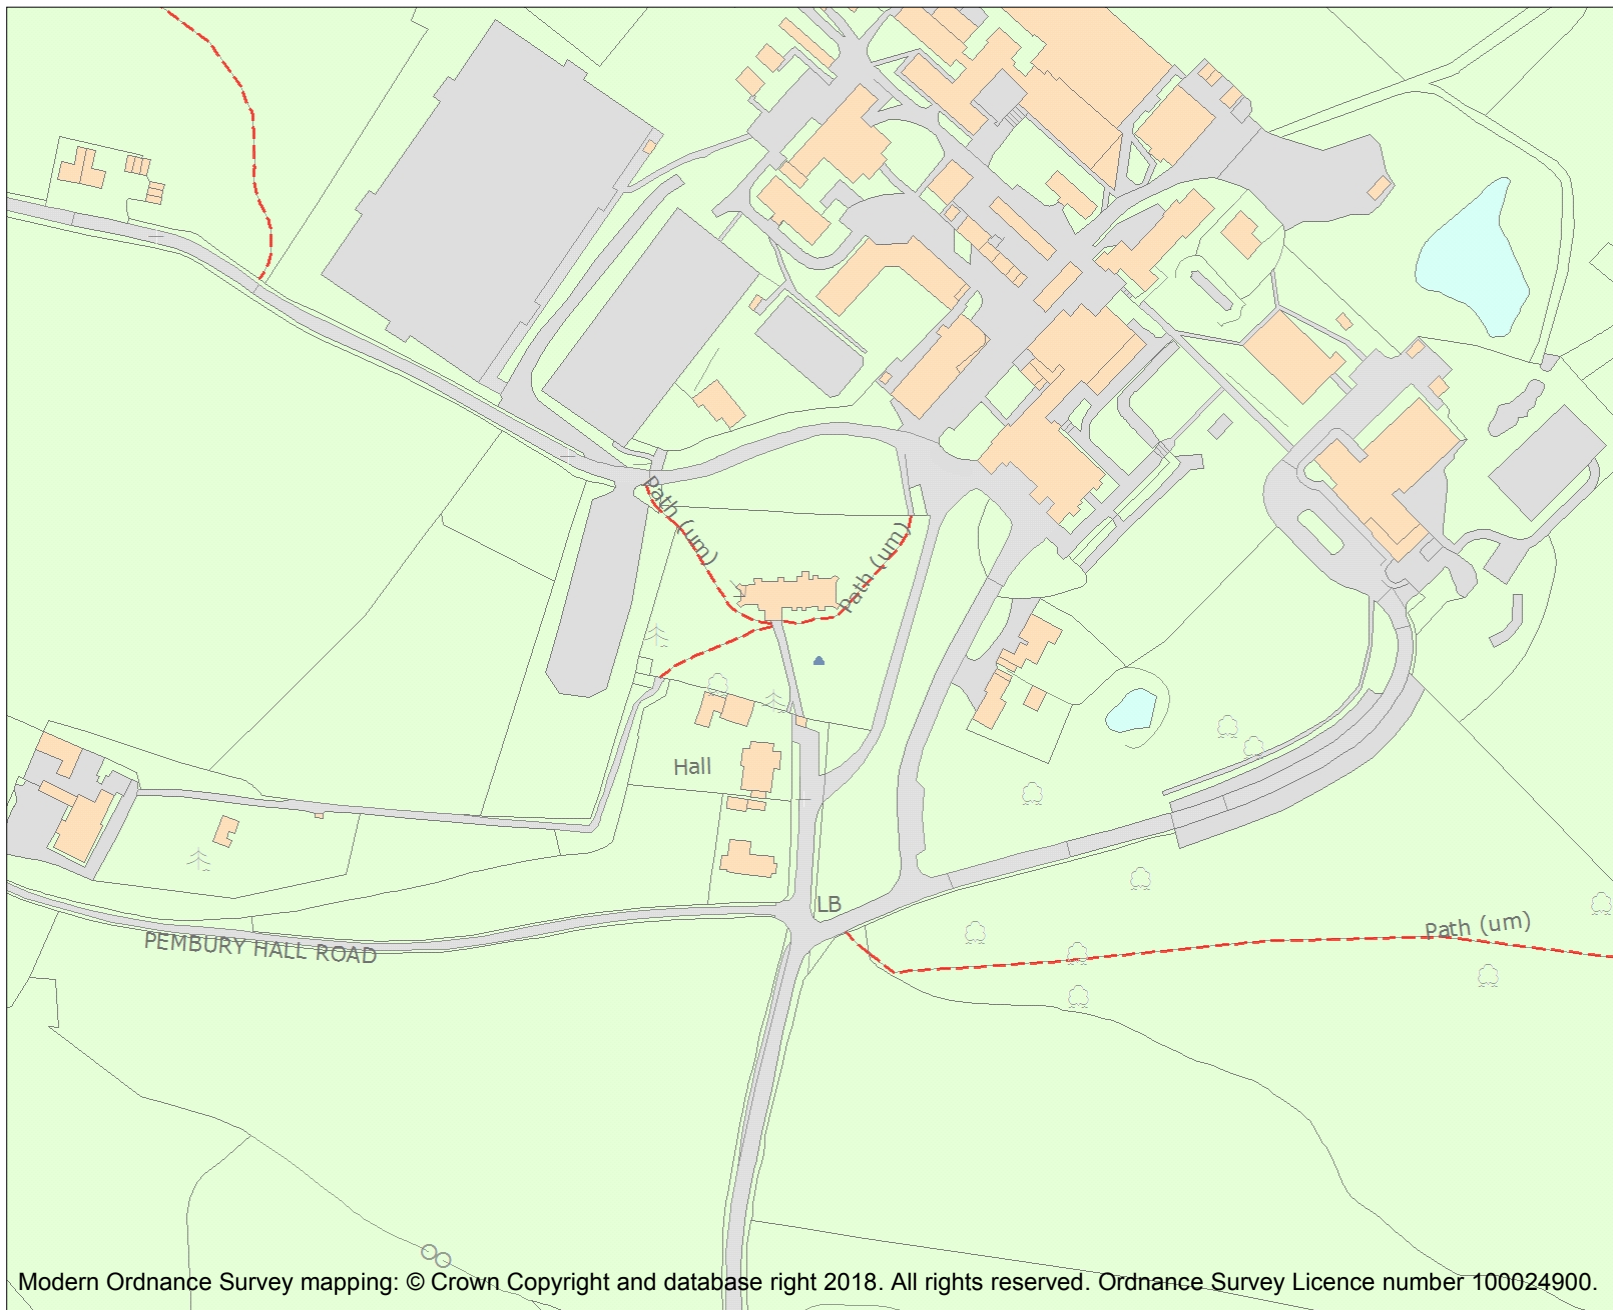 Path (um)
Path (um)
Hall
LB
Path (um)
PEMBURY HALL ROAD
Modern Ordnance Survey mapping: © Crown Copyright and database right 2018. All rights reserved. Ordnance Survey Licence number 100024900.